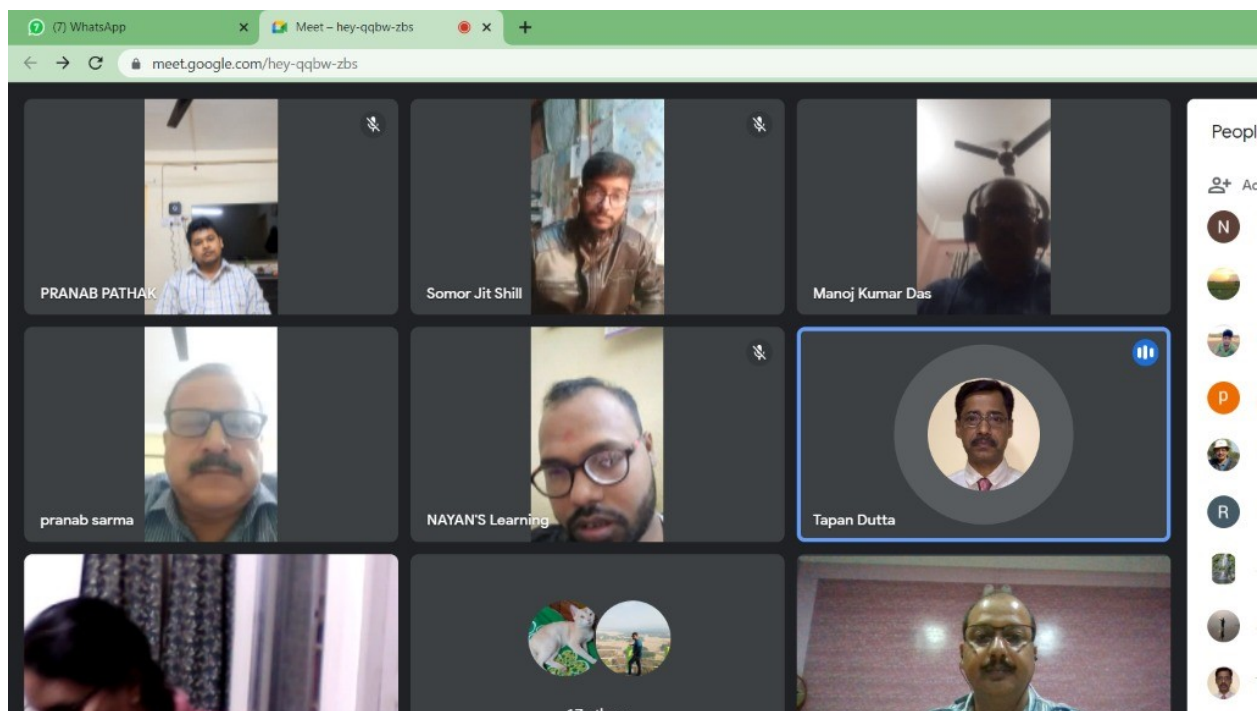 (7) WhatsApp
Meet – hey-qqbw-zbs
meet.google.com/hey-qqbw-zbs
PRANAB PATHAK
Somor Jit Shill
Manoj Kumar Das
pranab sarma
NAYAN'S Learning
Tapan Dutta
Peopl
Ad
N
P
R